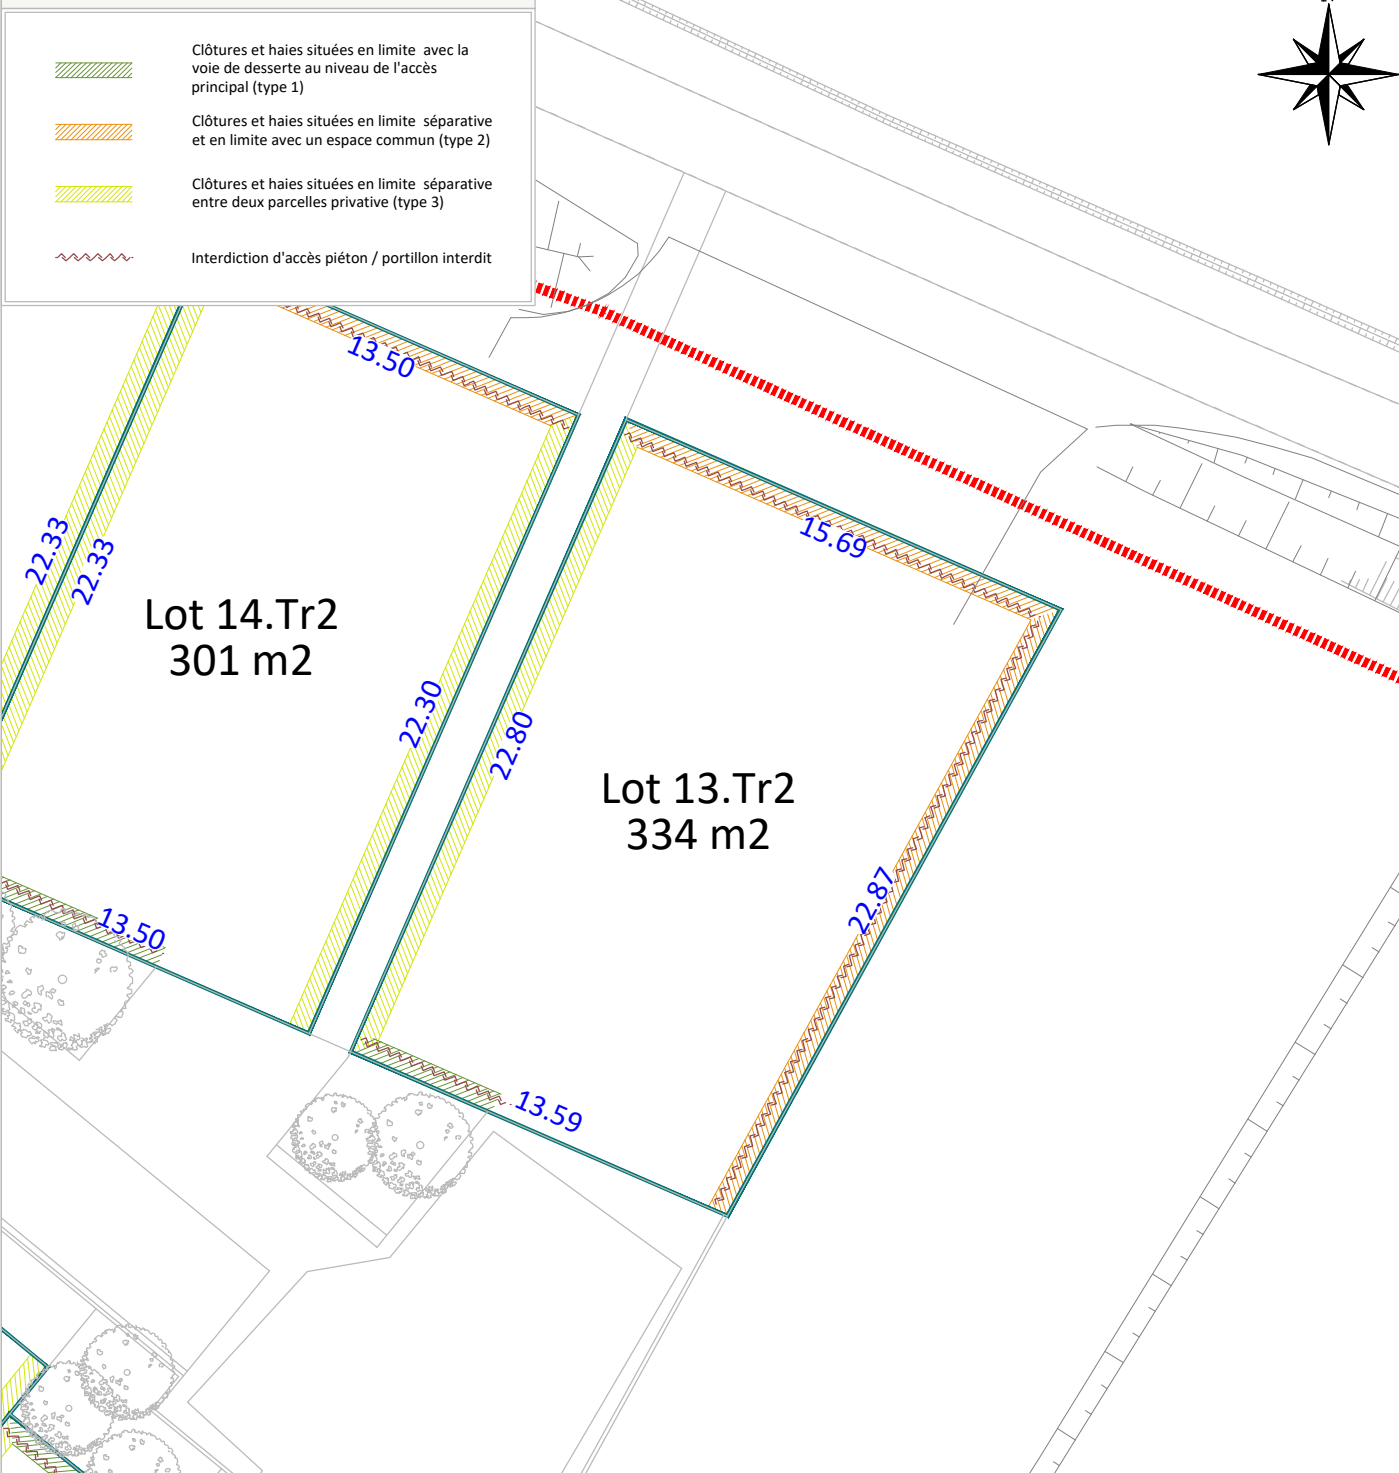 Clôtures et haies situées en limite  avec la
voie de desserte au niveau de l'accès
principal (type 1)
Clôtures et haies situées en limite  séparative
et en limite avec un espace commun (type 2)
Clôtures et haies situées en limite  séparative
entre deux parcelles privative (type 3)
Interdiction d'accès piéton / portillon interdit
13.50
15.69
22.33
22.33
Lot 14.Tr2
301 m2
22.30
22.80
Lot 13.Tr2
334 m2
22.87
13.50
13.59